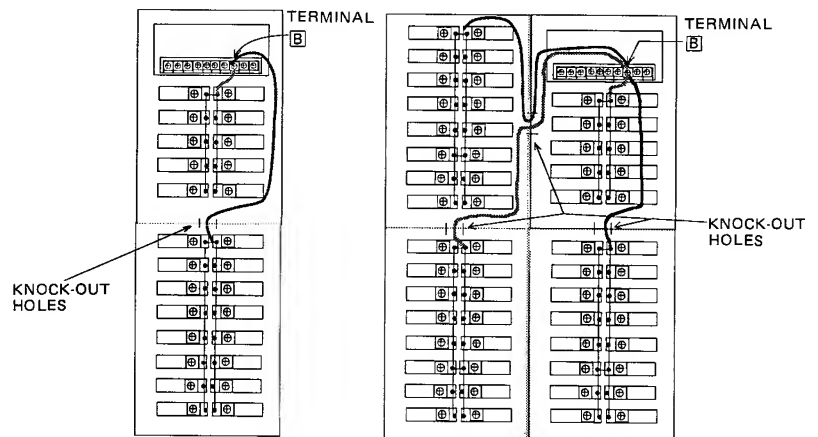 TERMINAL
B
KNOCK-OUT
HOLES
TERMINAL
B
KNOCK-OUT
HOLES